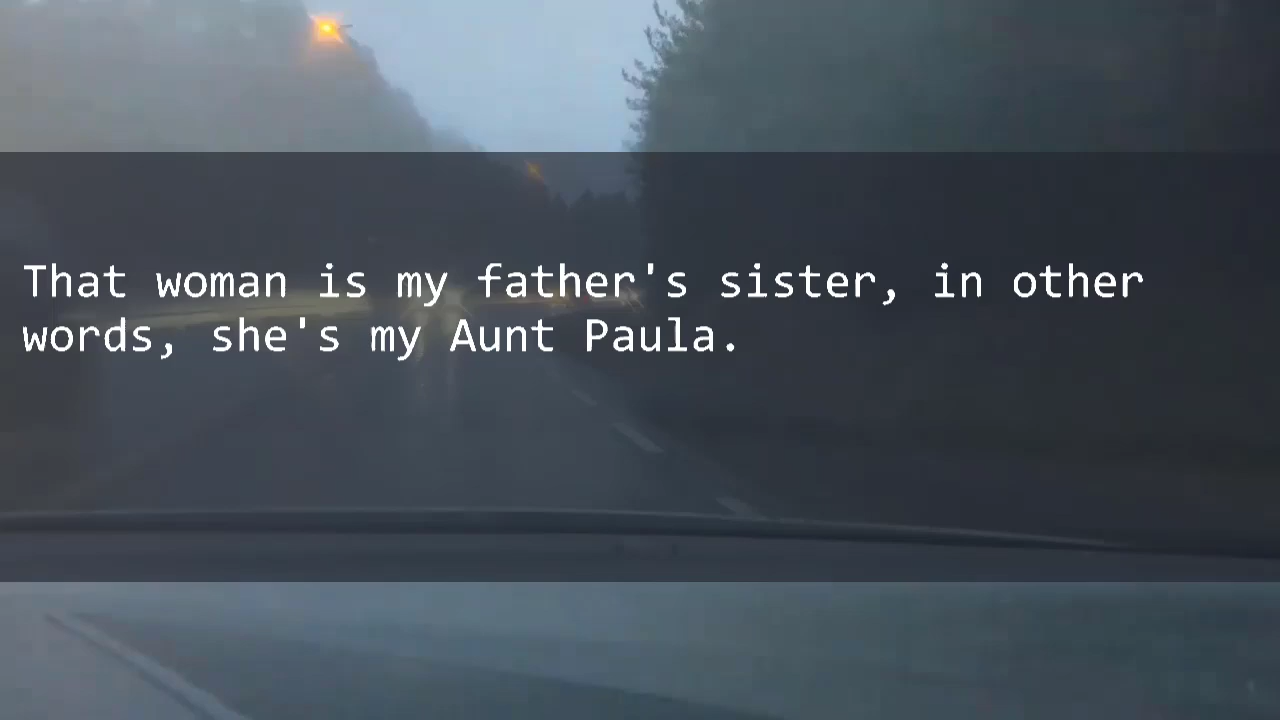 That woman is my father's sister, in other
words, she's my Aunt Paula.